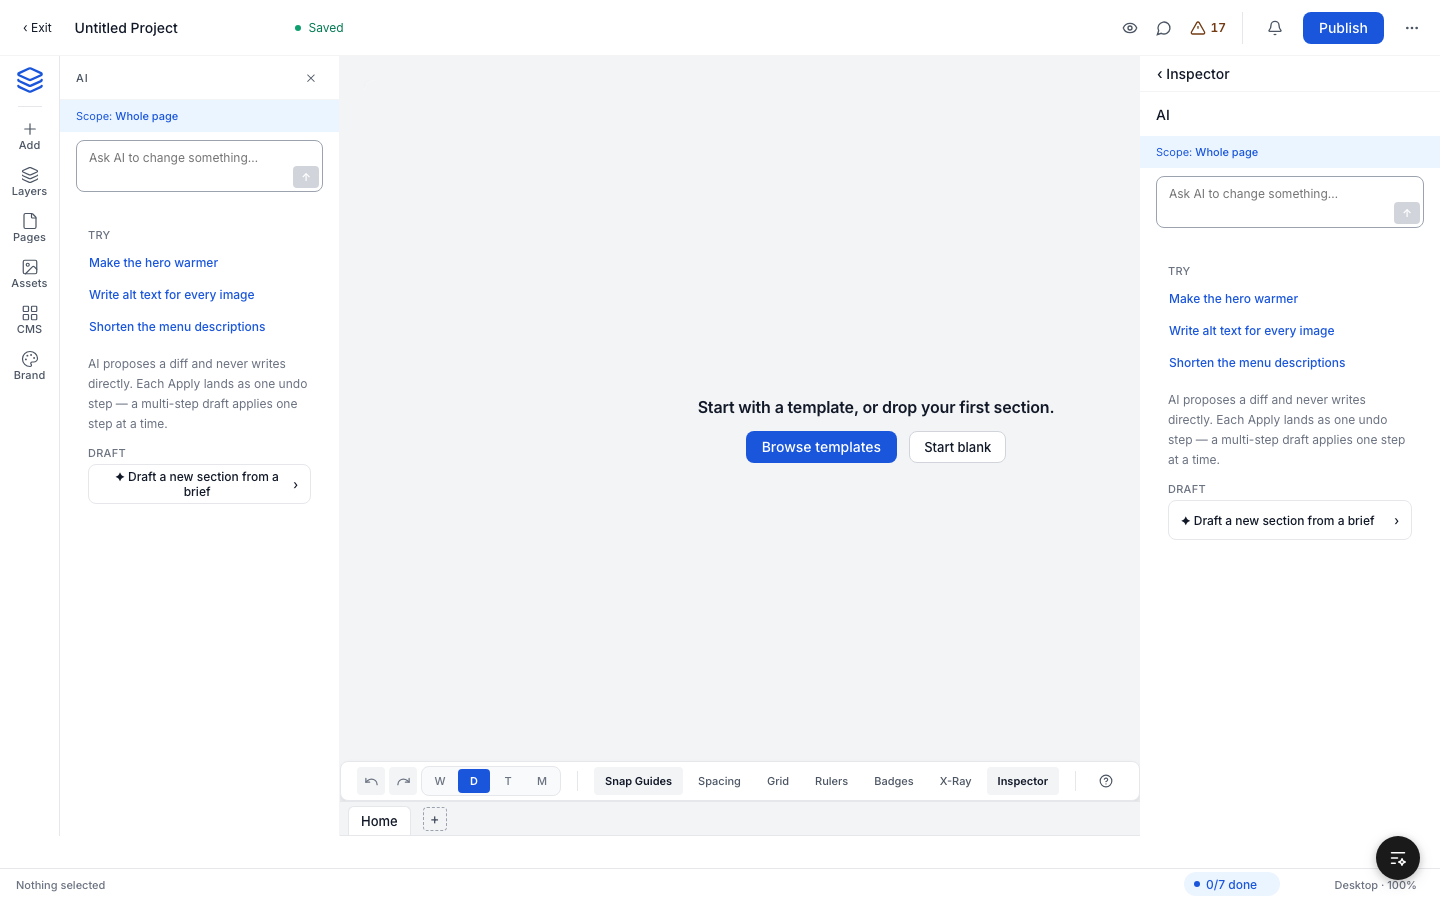 ‹ Exit
Untitled Project
Saved
17
Publish
AI
Scope: Whole page
Ask AI to change something...
TRY
Make the hero warmer
Write alt text for every image
Shorten the menu descriptions
AI proposes a diff and never writes
directly. Each Apply lands as one undo
step — a multi-step draft applies one
step at a time.
DRAFT
✦ Draft a new section from a
brief
›
Add
Layers
Pages
Assets
CMS
Brand
Start with a template, or drop your first section.
Browse templates
Start blank
W D T M
Snap Guides
Spacing
Grid
Rulers
Badges
X-Ray
Inspector
Home
+
‹ Inspector
AI
Scope: Whole page
Ask AI to change something...
TRY
Make the hero warmer
Write alt text for every image
Shorten the menu descriptions
AI proposes a diff and never writes
directly. Each Apply lands as one undo
step — a multi-step draft applies one step
at a time.
DRAFT
✦ Draft a new section from a brief ›
Nothing selected
0/7 done
Desktop · 100%